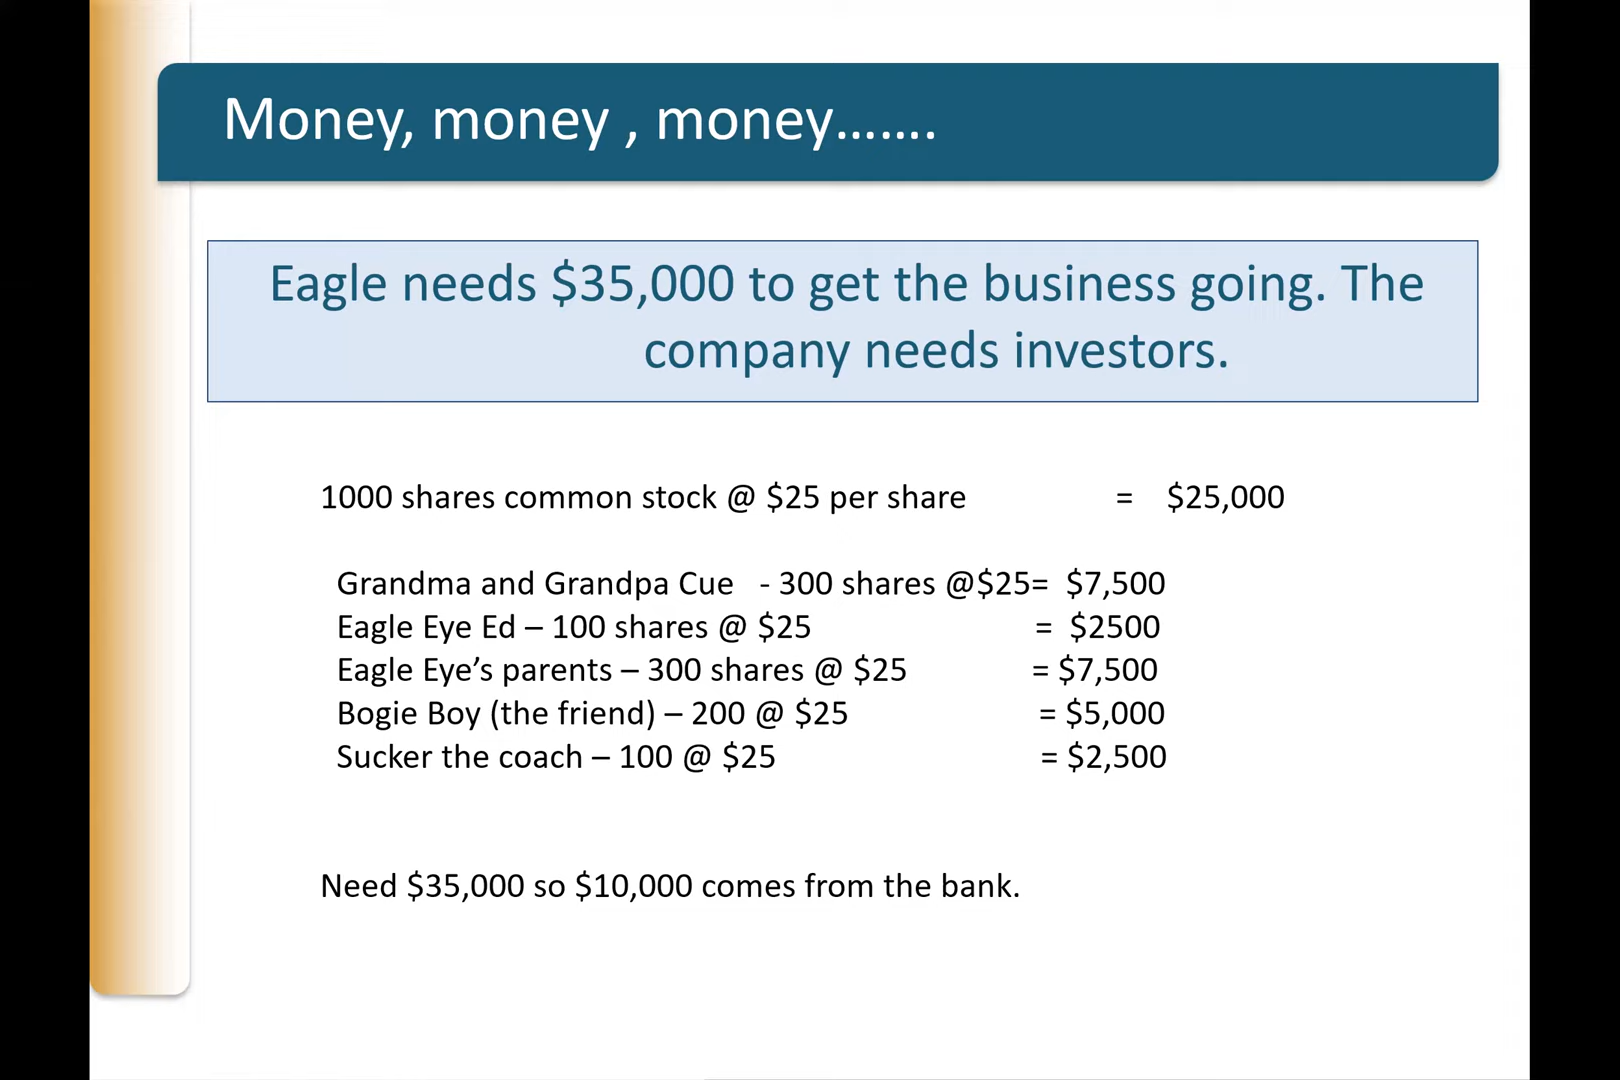 Money, money , money.......
Eagle needs $35,000 to get the business going. The
company needs investors.
1000 shares common stock @ $25 per share = $25,000
Grandma and Grandpa Cue - 300 shares @$25= $7,500
Eagle Eye Ed – 100 shares @ $25 = $2500
Eagle Eye’s parents – 300 shares @ $25 = $7,500
Bogie Boy (the friend) – 200 @ $25 = $5,000
Sucker the coach – 100 @ $25 = $2,500
Need $35,000 so $10,000 comes from the bank.